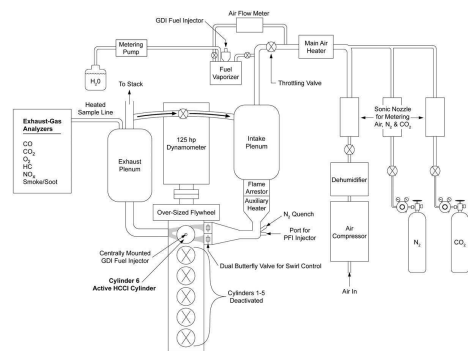 Air Flow Meter
GDI Fuel Injector
Metering
Pump
Main Air
Heater
Fuel
Vaporizer
H₂0
To Stack
Throttling Valve
Heated
Sample Line
Exhaust-Gas
Analyzers
CO
CO₂
O₂
HC
NOₓ
Smoke/Soot
125 hp
Dynamometer
Intake
Plenum
Sonic Nozzle
for Metering
Air, N₂ & CO₂
Exhaust
Plenum
Flame
Arrestor
Auxiliary
Heater
Dehumidifier
Over-Sized Flywheel
N₂ Quench
Port for
PFI Injector
Air
Compressor
N₂
CO₂
Centrally Mounted
GDI Fuel Injector
Dual Butterfly Valve for Swirl Control
Cylinder 6
Active HCCI Cylinder
Cylinders 1-5
Deactivated
Air In